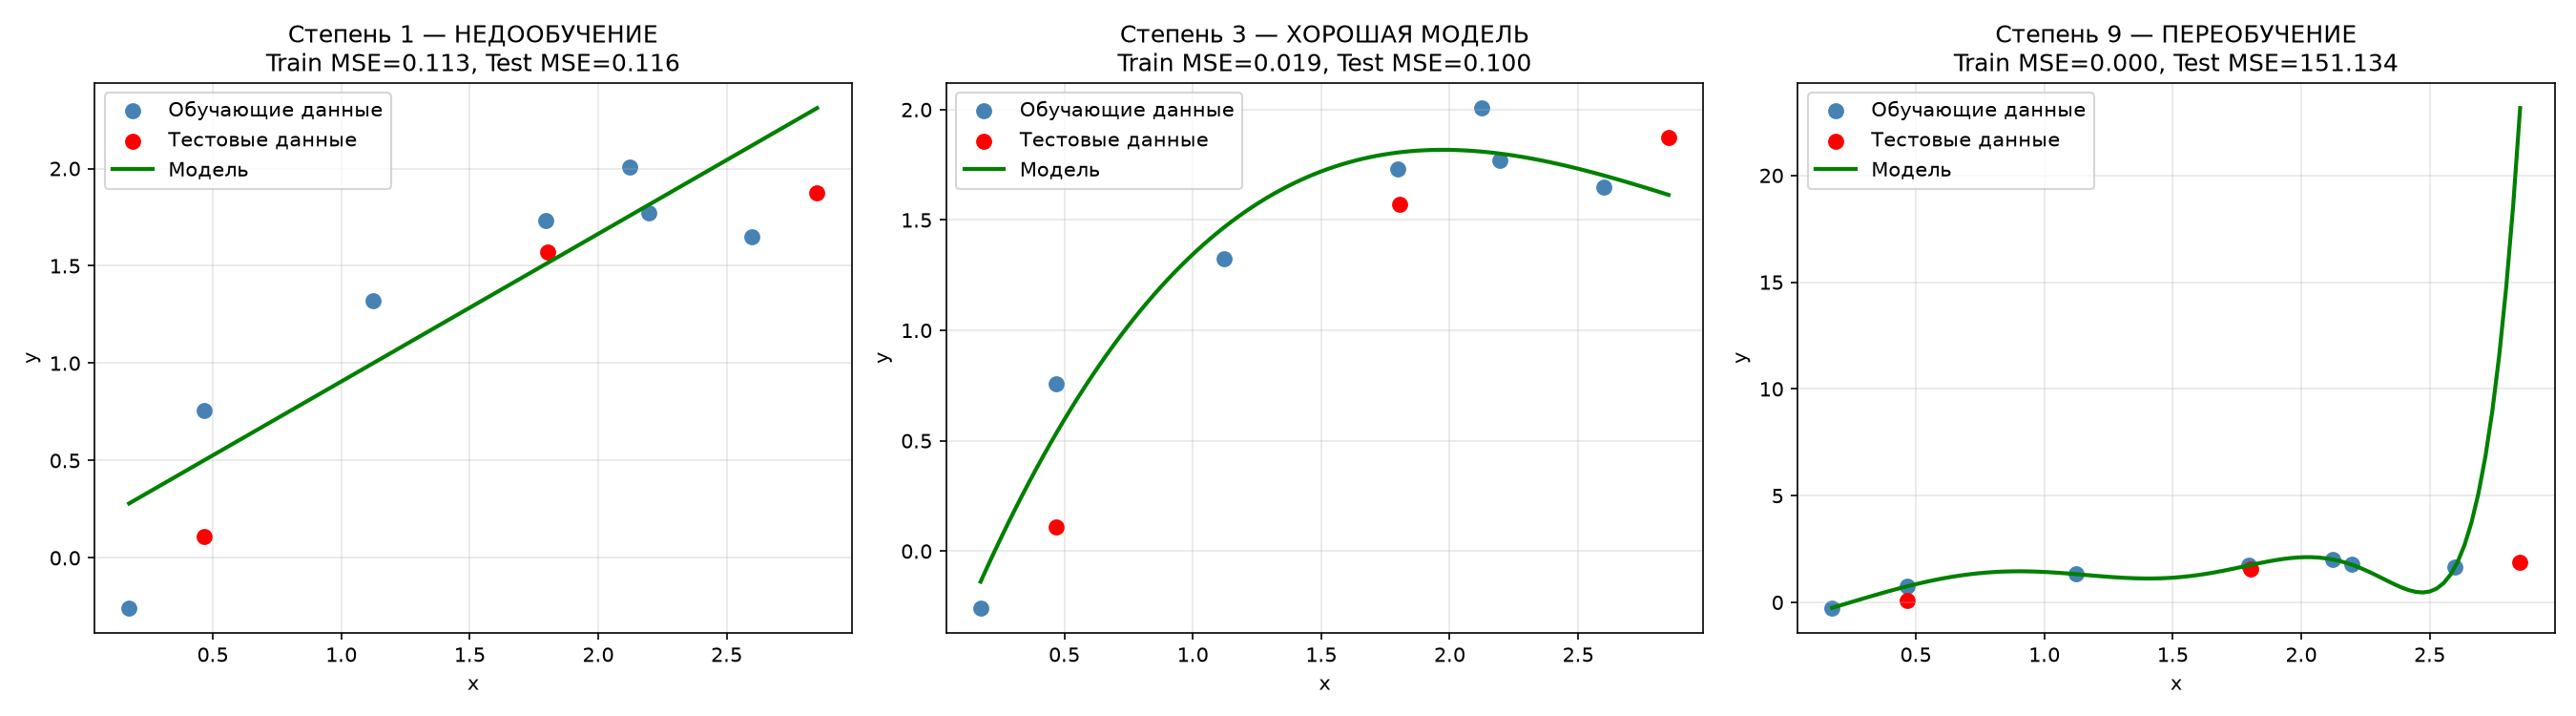 Степень 1 — НЕДООБУЧЕНИЕ
Train MSE=0.113, Test MSE=0.116
Обучающие данные
Тестовые данные
Модель
2.0
1.5
1.0
0.5
0.0
y
0.5 1.0 1.5 2.0 2.5
x
Степень 3 — ХОРОШАЯ МОДЕЛЬ
Train MSE=0.019, Test MSE=0.100
Обучающие данные
Тестовые данные
Модель
2.0
1.5
1.0
0.5
0.0
y
0.5 1.0 1.5 2.0 2.5
x
Степень 9 — ПЕРЕОБУЧЕНИЕ
Train MSE=0.000, Test MSE=151.134
Обучающие данные
Тестовые данные
Модель
20
15
10
5
0
y
0.5 1.0 1.5 2.0 2.5
x